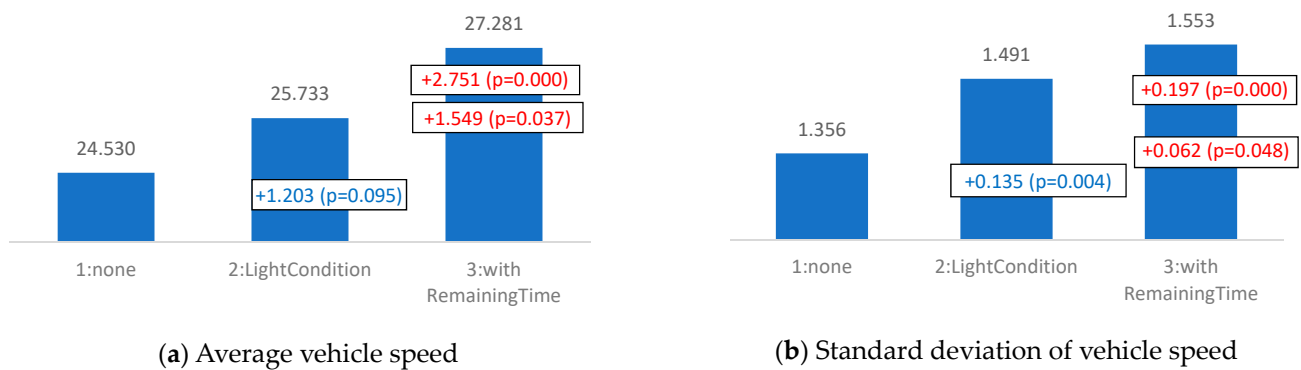 27.281
+2.751 (p=0.000)
25.733
+1.549 (p=0.037)
24.530
+1.203 (p=0.095)
1:none
2:LightCondition
3:with
RemainingTime
(a) Average vehicle speed
1.553
1.491
+0.197 (p=0.000)
1.356
+0.062 (p=0.048)
+0.135 (p=0.004)
1:none
2:LightCondition
3:with
RemainingTime
(b) Standard deviation of vehicle speed